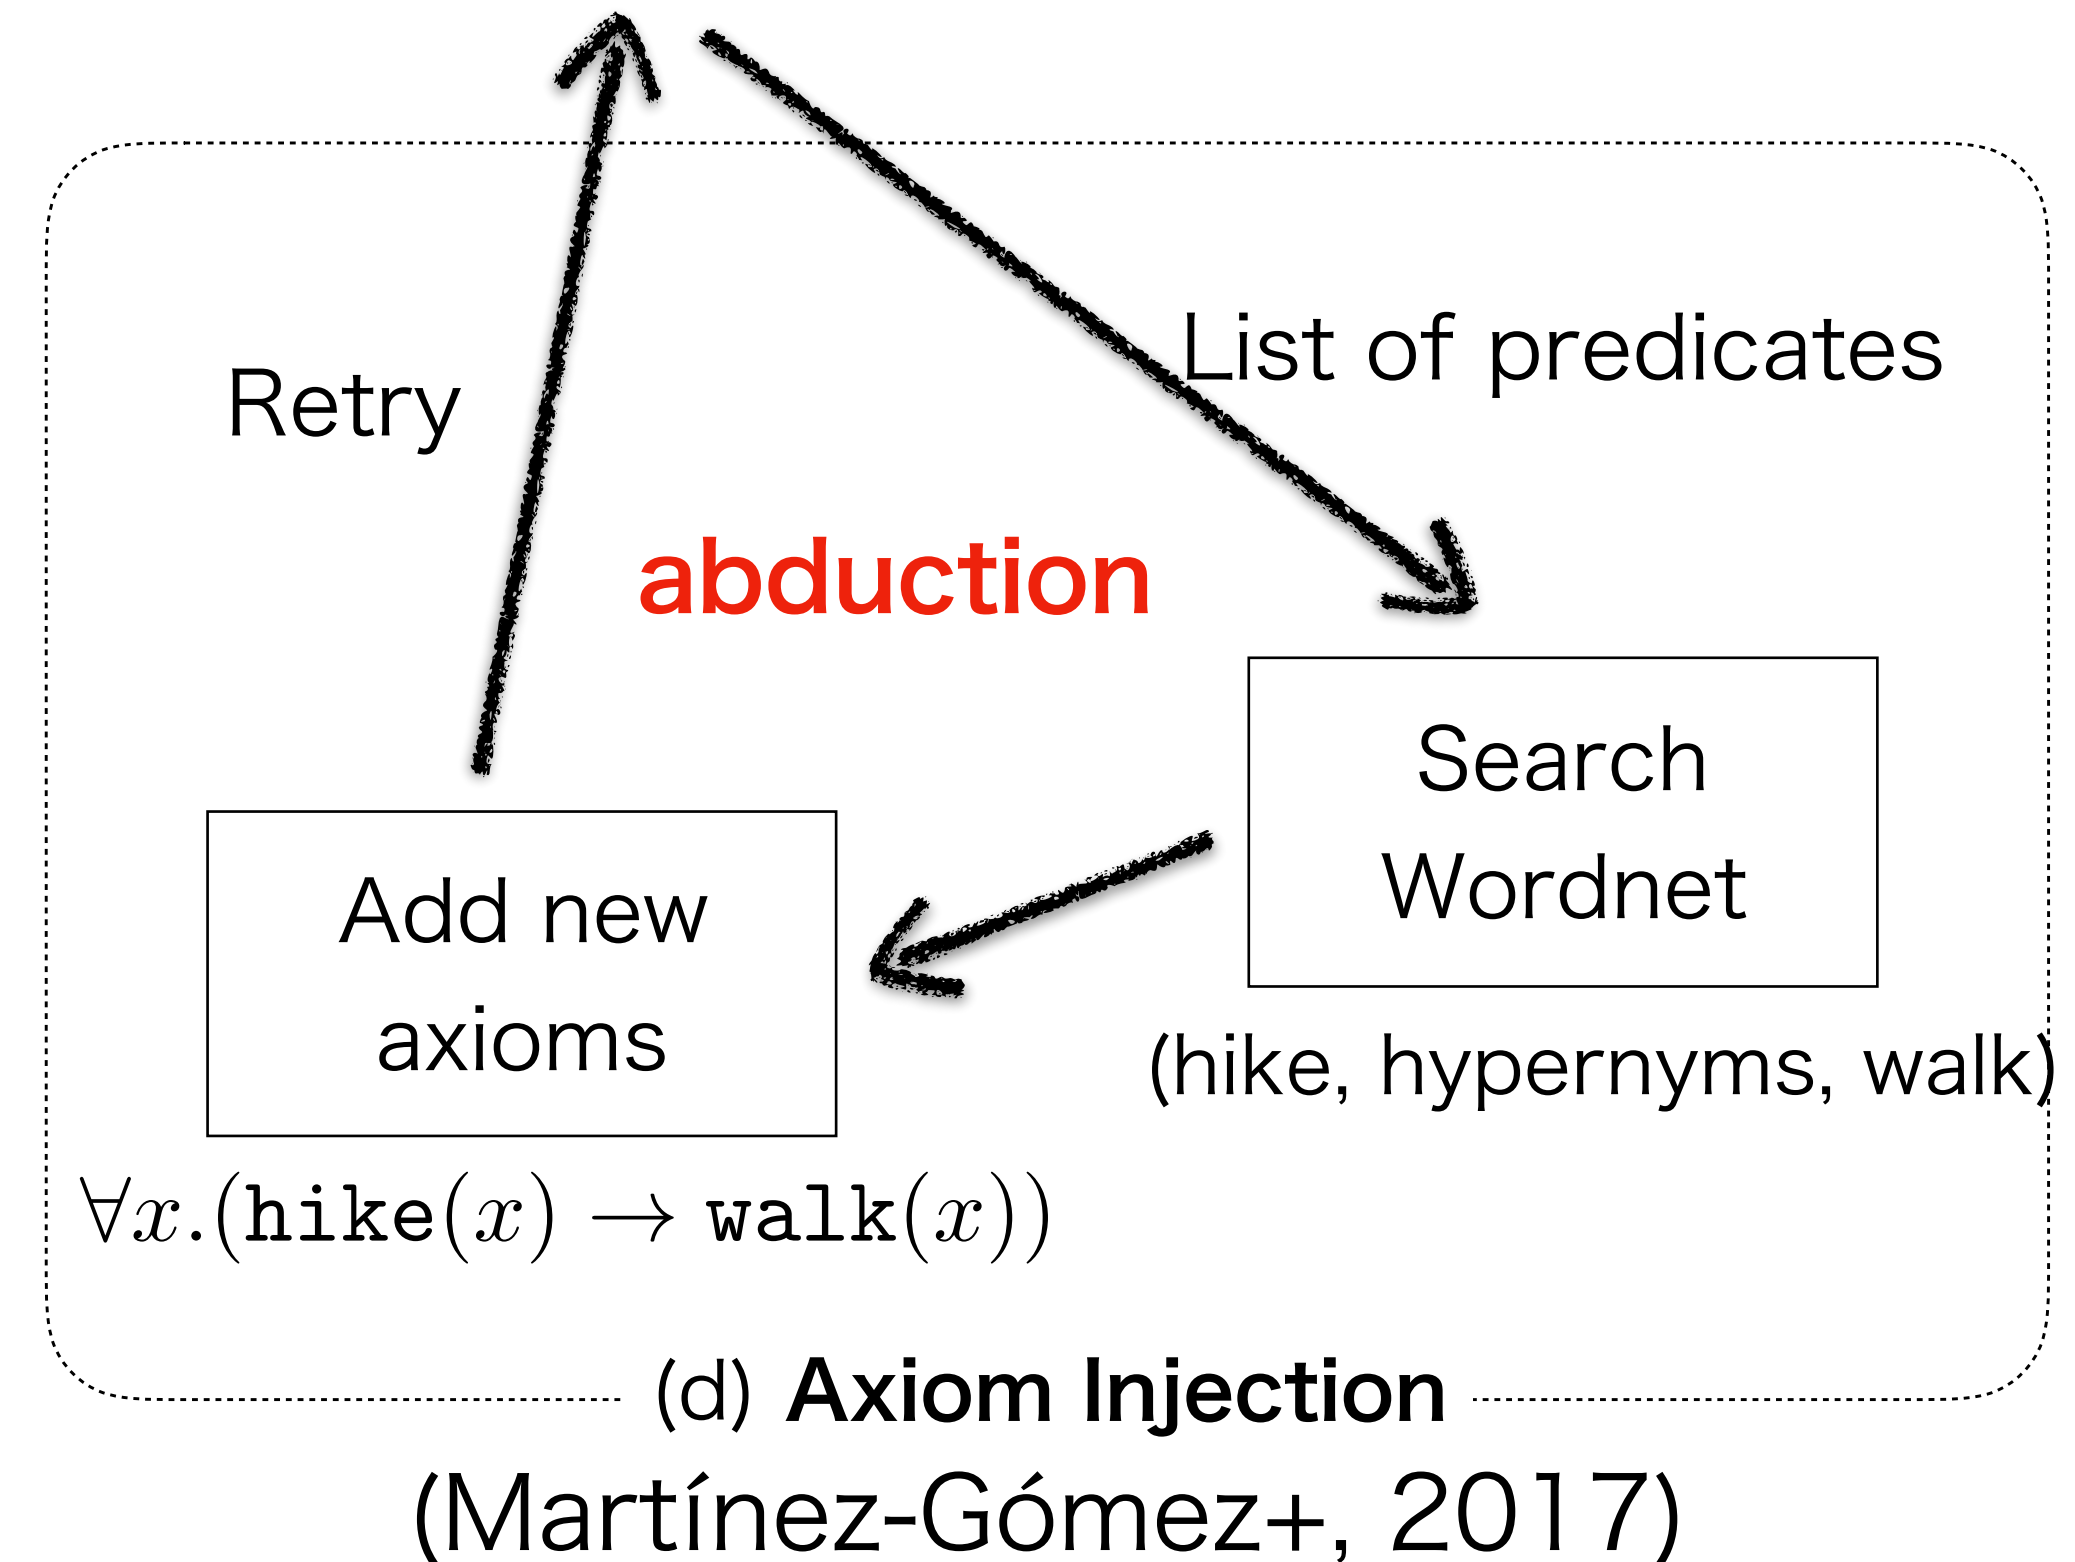 List of predicates
Retry
abduction
Search
Wordnet
Add new
axioms
(hike, hypernyms, walk)
∀x.(hike(x) → walk(x))
(d) Axiom Injection
(Martínez-Gómez+, 2017)